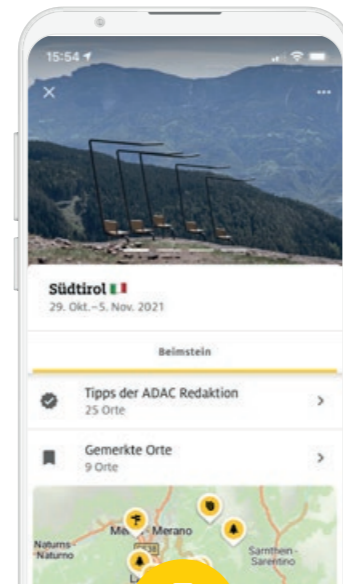 15:54
Südtirol
29. Okt.–5. Nov. 2021
Beimstein
Tipps der ADAC Redaktion
25 Orte
Gemerkte Orte
9 Orte
Merano
Naturns -
Naturno
Sarnthein -
Sarentino